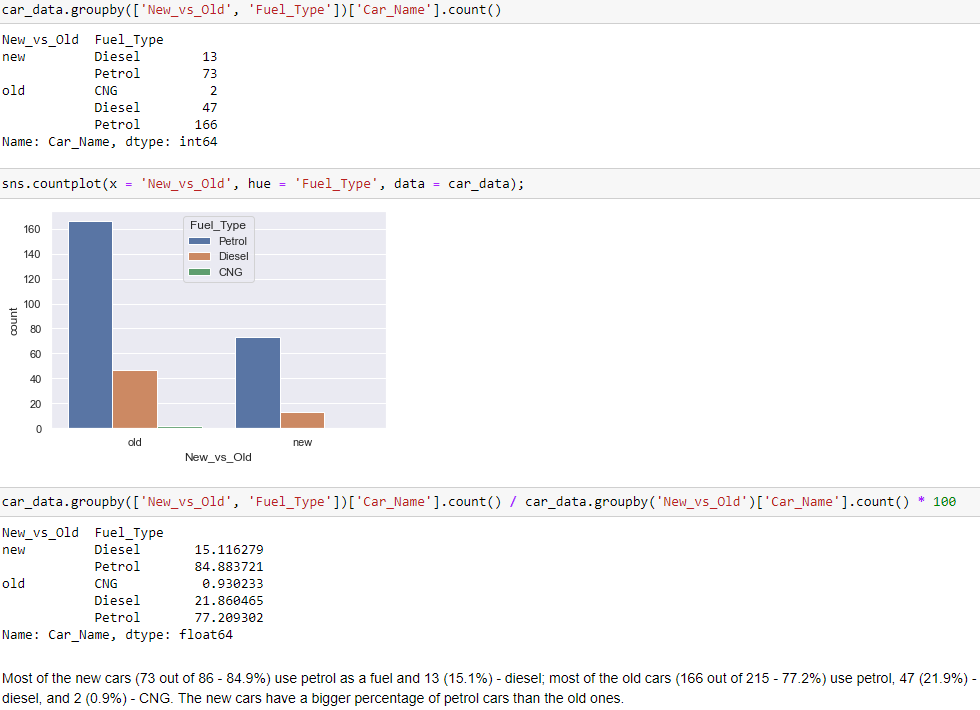 car_data.groupby(['New_vs_Old', 'Fuel_Type'])['Car_Name'].count()
New_vs_Old  Fuel_Type
new         Diesel        13
            Petrol        73
old         CNG            2
            Diesel        47
            Petrol       166
Name: Car_Name, dtype: int64
sns.countplot(x = 'New_vs_Old', hue = 'Fuel_Type', data = car_data);
Fuel_Type
Petrol
Diesel
CNG
160
140
120
100
80
60
40
20
0
count
old new
New_vs_Old
car_data.groupby(['New_vs_Old', 'Fuel_Type'])['Car_Name'].count() / car_data.groupby('New_vs_Old')['Car_Name'].count() * 100
New_vs_Old  Fuel_Type
new         Diesel       15.116279
            Petrol       84.883721
old         CNG           0.930233
            Diesel       21.860465
            Petrol       77.209302
Name: Car_Name, dtype: float64
Most of the new cars (73 out of 86 - 84.9%) use petrol as a fuel and 13 (15.1%) - diesel; most of the old cars (166 out of 215 - 77.2%) use petrol, 47 (21.9%) -
diesel, and 2 (0.9%) - CNG. The new cars have a bigger percentage of petrol cars than the old ones.